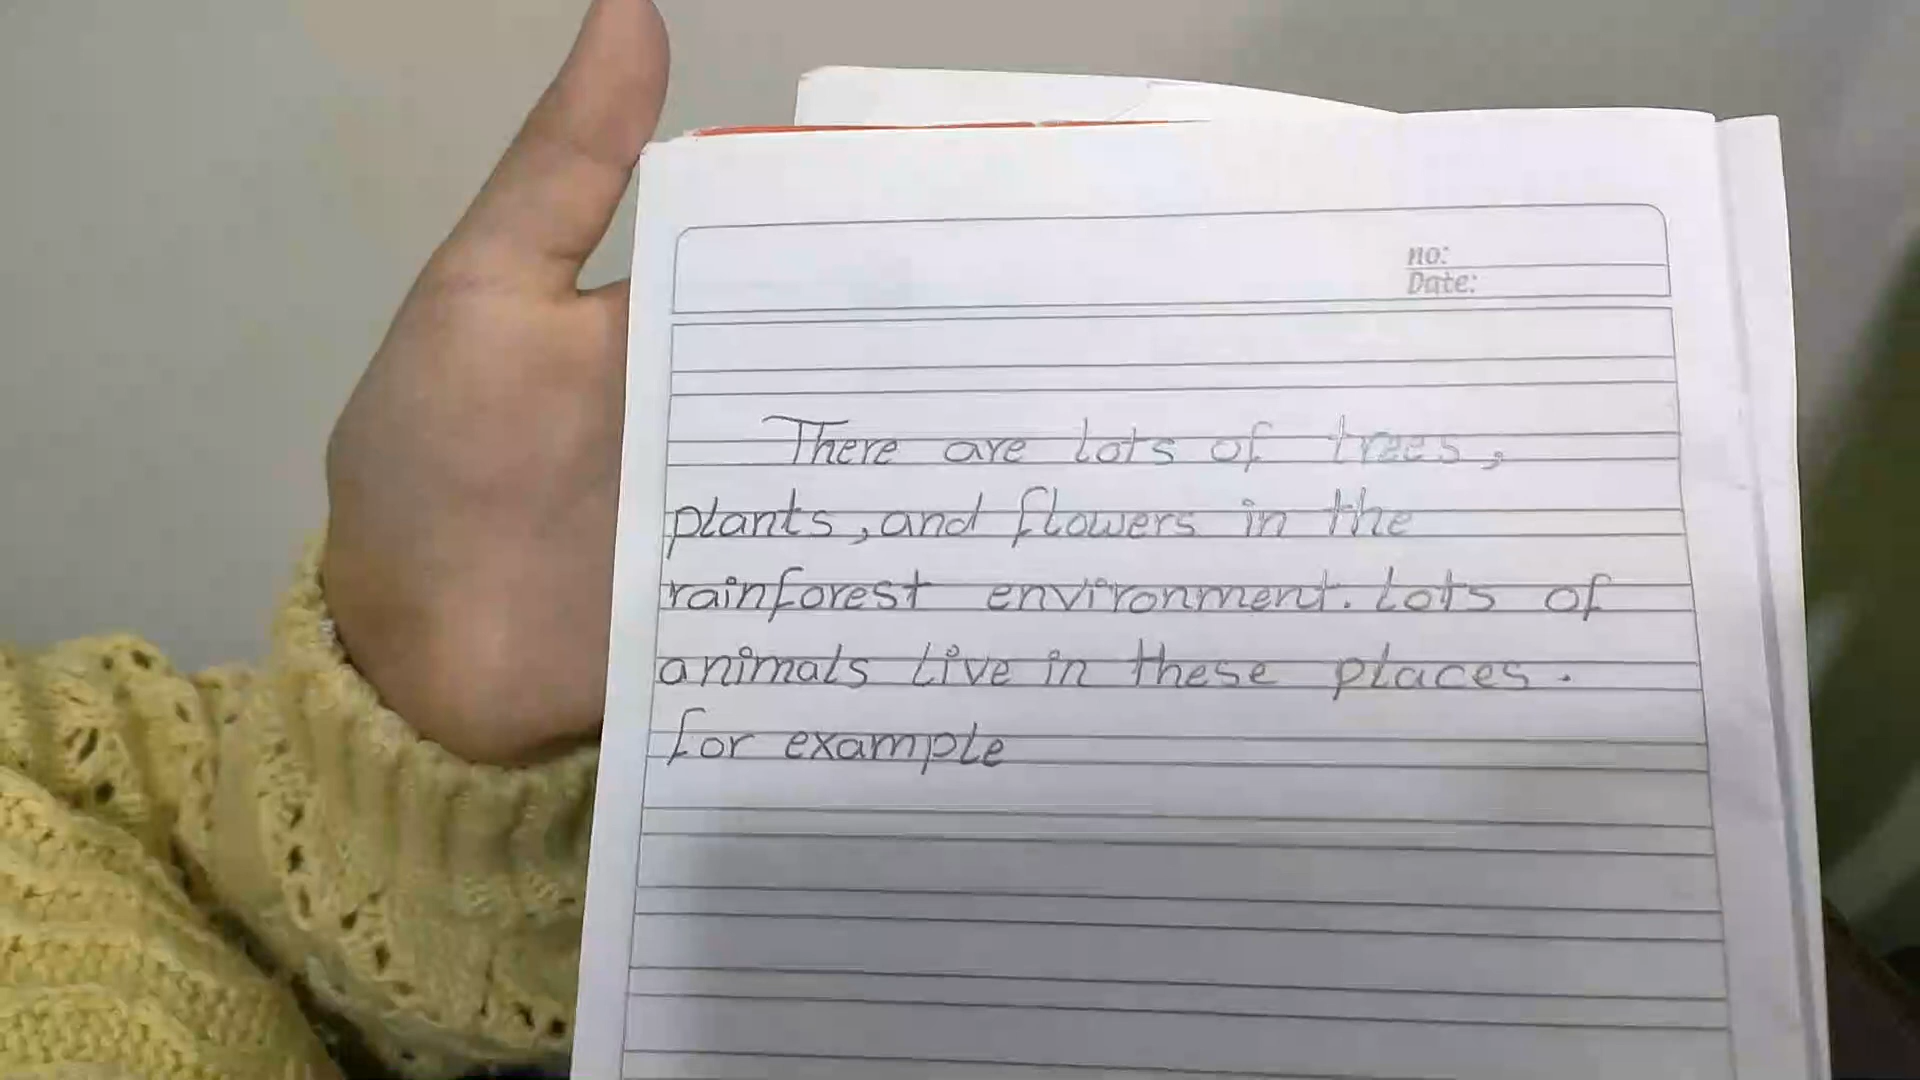 no:
Date:
There are lots of trees,
plants, and flowers in the
rainforest environment. Lots of
animals live in these places.
for example